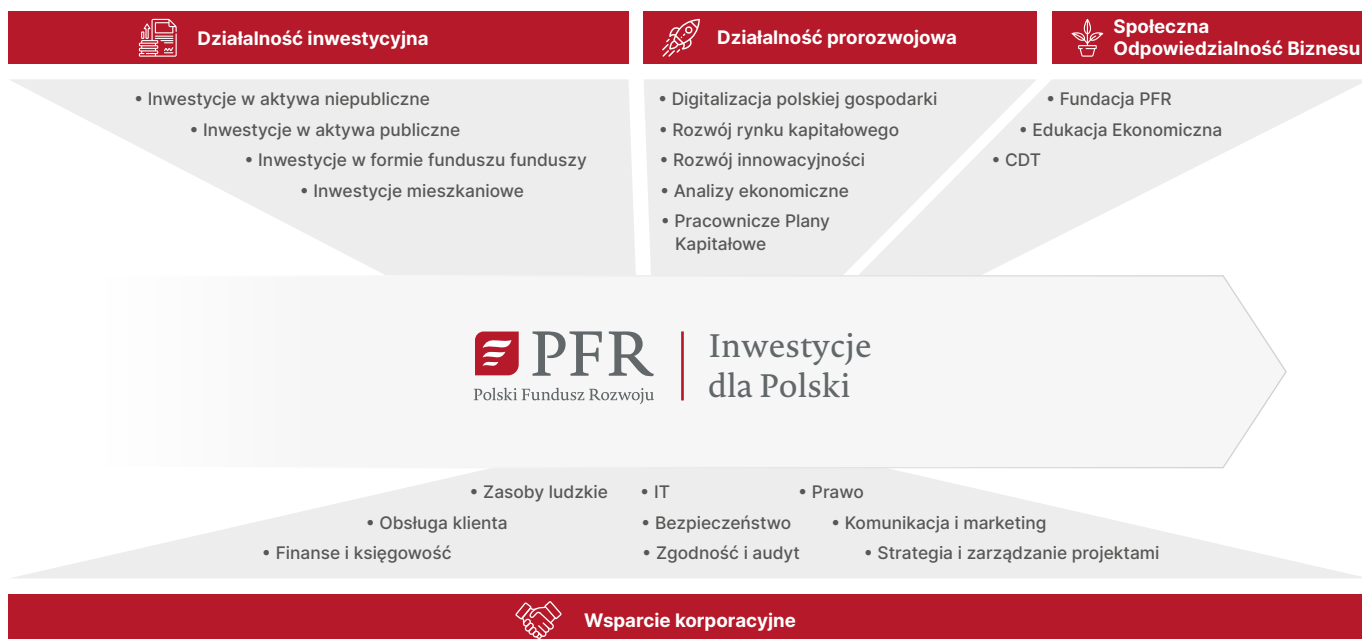 Działalność inwestycyjna
• Inwestycje w aktywa niepubliczne
• Inwestycje w aktywa publiczne
• Inwestycje w formie funduszu funduszy
• Inwestycje mieszkaniowe
Działalność prorozwojowa
• Digitalizacja polskiej gospodarki
• Rozwój rynku kapitałowego
• Rozwój innowacyjności
• Analizy ekonomiczne
• Pracownicze Plany
Kapitałowe
Społeczna
Odpowiedzialność Biznesu
• Fundacja PFR
• Edukacja Ekonomiczna
• CDT
PFR
Polski Fundusz Rozwoju
Inwestycje
dla Polski
• Zasoby ludzkie
• Obsługa klienta
• Finanse i księgowość
• IT
• Bezpieczeństwo
• Zgodność i audyt
• Prawo
• Komunikacja i marketing
• Strategia i zarządzanie projektami
Wsparcie korporacyjne